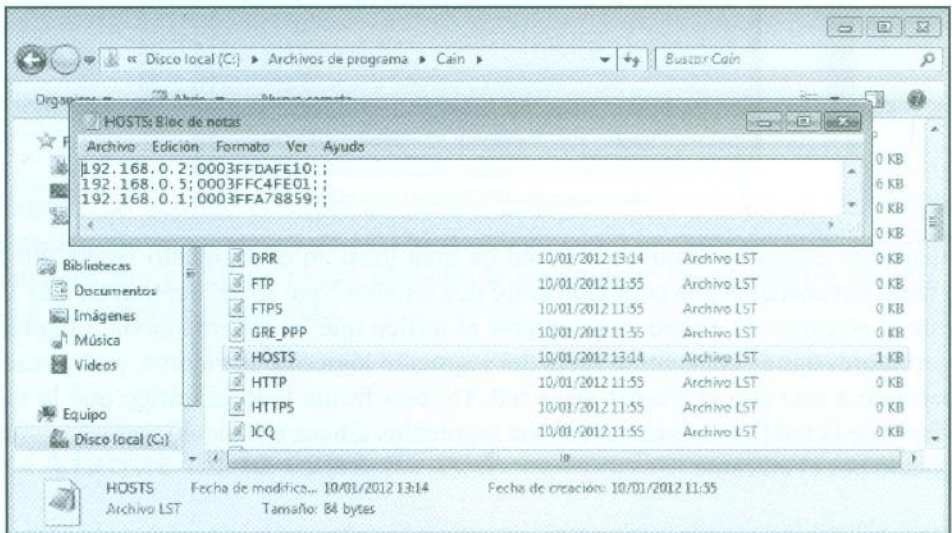 Disco local (C:) ▸ Archivos de programa ▸ Cain ▸
Buscar Cain
Organizar
HOSTS: Bloc de notas
Archivo Edición Formato Ver Ayuda
192.168.0.2;0003FFDAFE10;;
192.168.0.5;0003FFC4FE01;;
192.168.0.1;0003FFA78859;;
0 KB
6 KB
0 KB
0 KB
Bibliotecas
Documentos
Imágenes
Música
Videos
Equipo
Disco local (C:)
DRR 10/01/2012 13:14 Archivo LST 0 KB
FTP 10/01/2012 11:55 Archivo LST 0 KB
FTPS 10/01/2012 11:55 Archivo LST 0 KB
GRE_PPP 10/01/2012 11:55 Archivo LST 0 KB
HOSTS 10/01/2012 13:14 Archivo LST 1 KB
HTTP 10/01/2012 11:55 Archivo LST 0 KB
HTTPS 10/01/2012 11:55 Archivo LST 0 KB
ICQ 10/01/2012 11:55 Archivo LST 0 KB
HOSTS Fecha de modifica... 10/01/2012 13:14 Fecha de creación: 10/01/2012 11:55
Archivo LST Tamaño: 84 bytes